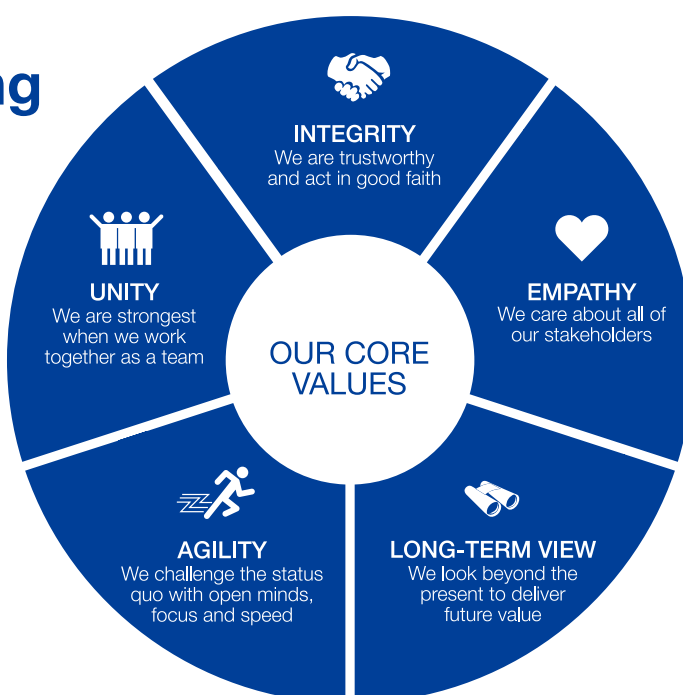 ng
INTEGRITY
We are trustworthy
and act in good faith
EMPATHY
We care about all of
our stakeholders
LONG-TERM VIEW
We look beyond the
present to deliver
future value
AGILITY
We challenge the status
quo with open minds,
focus and speed
UNITY
We are strongest
when we work
together as a team
OUR CORE
VALUES